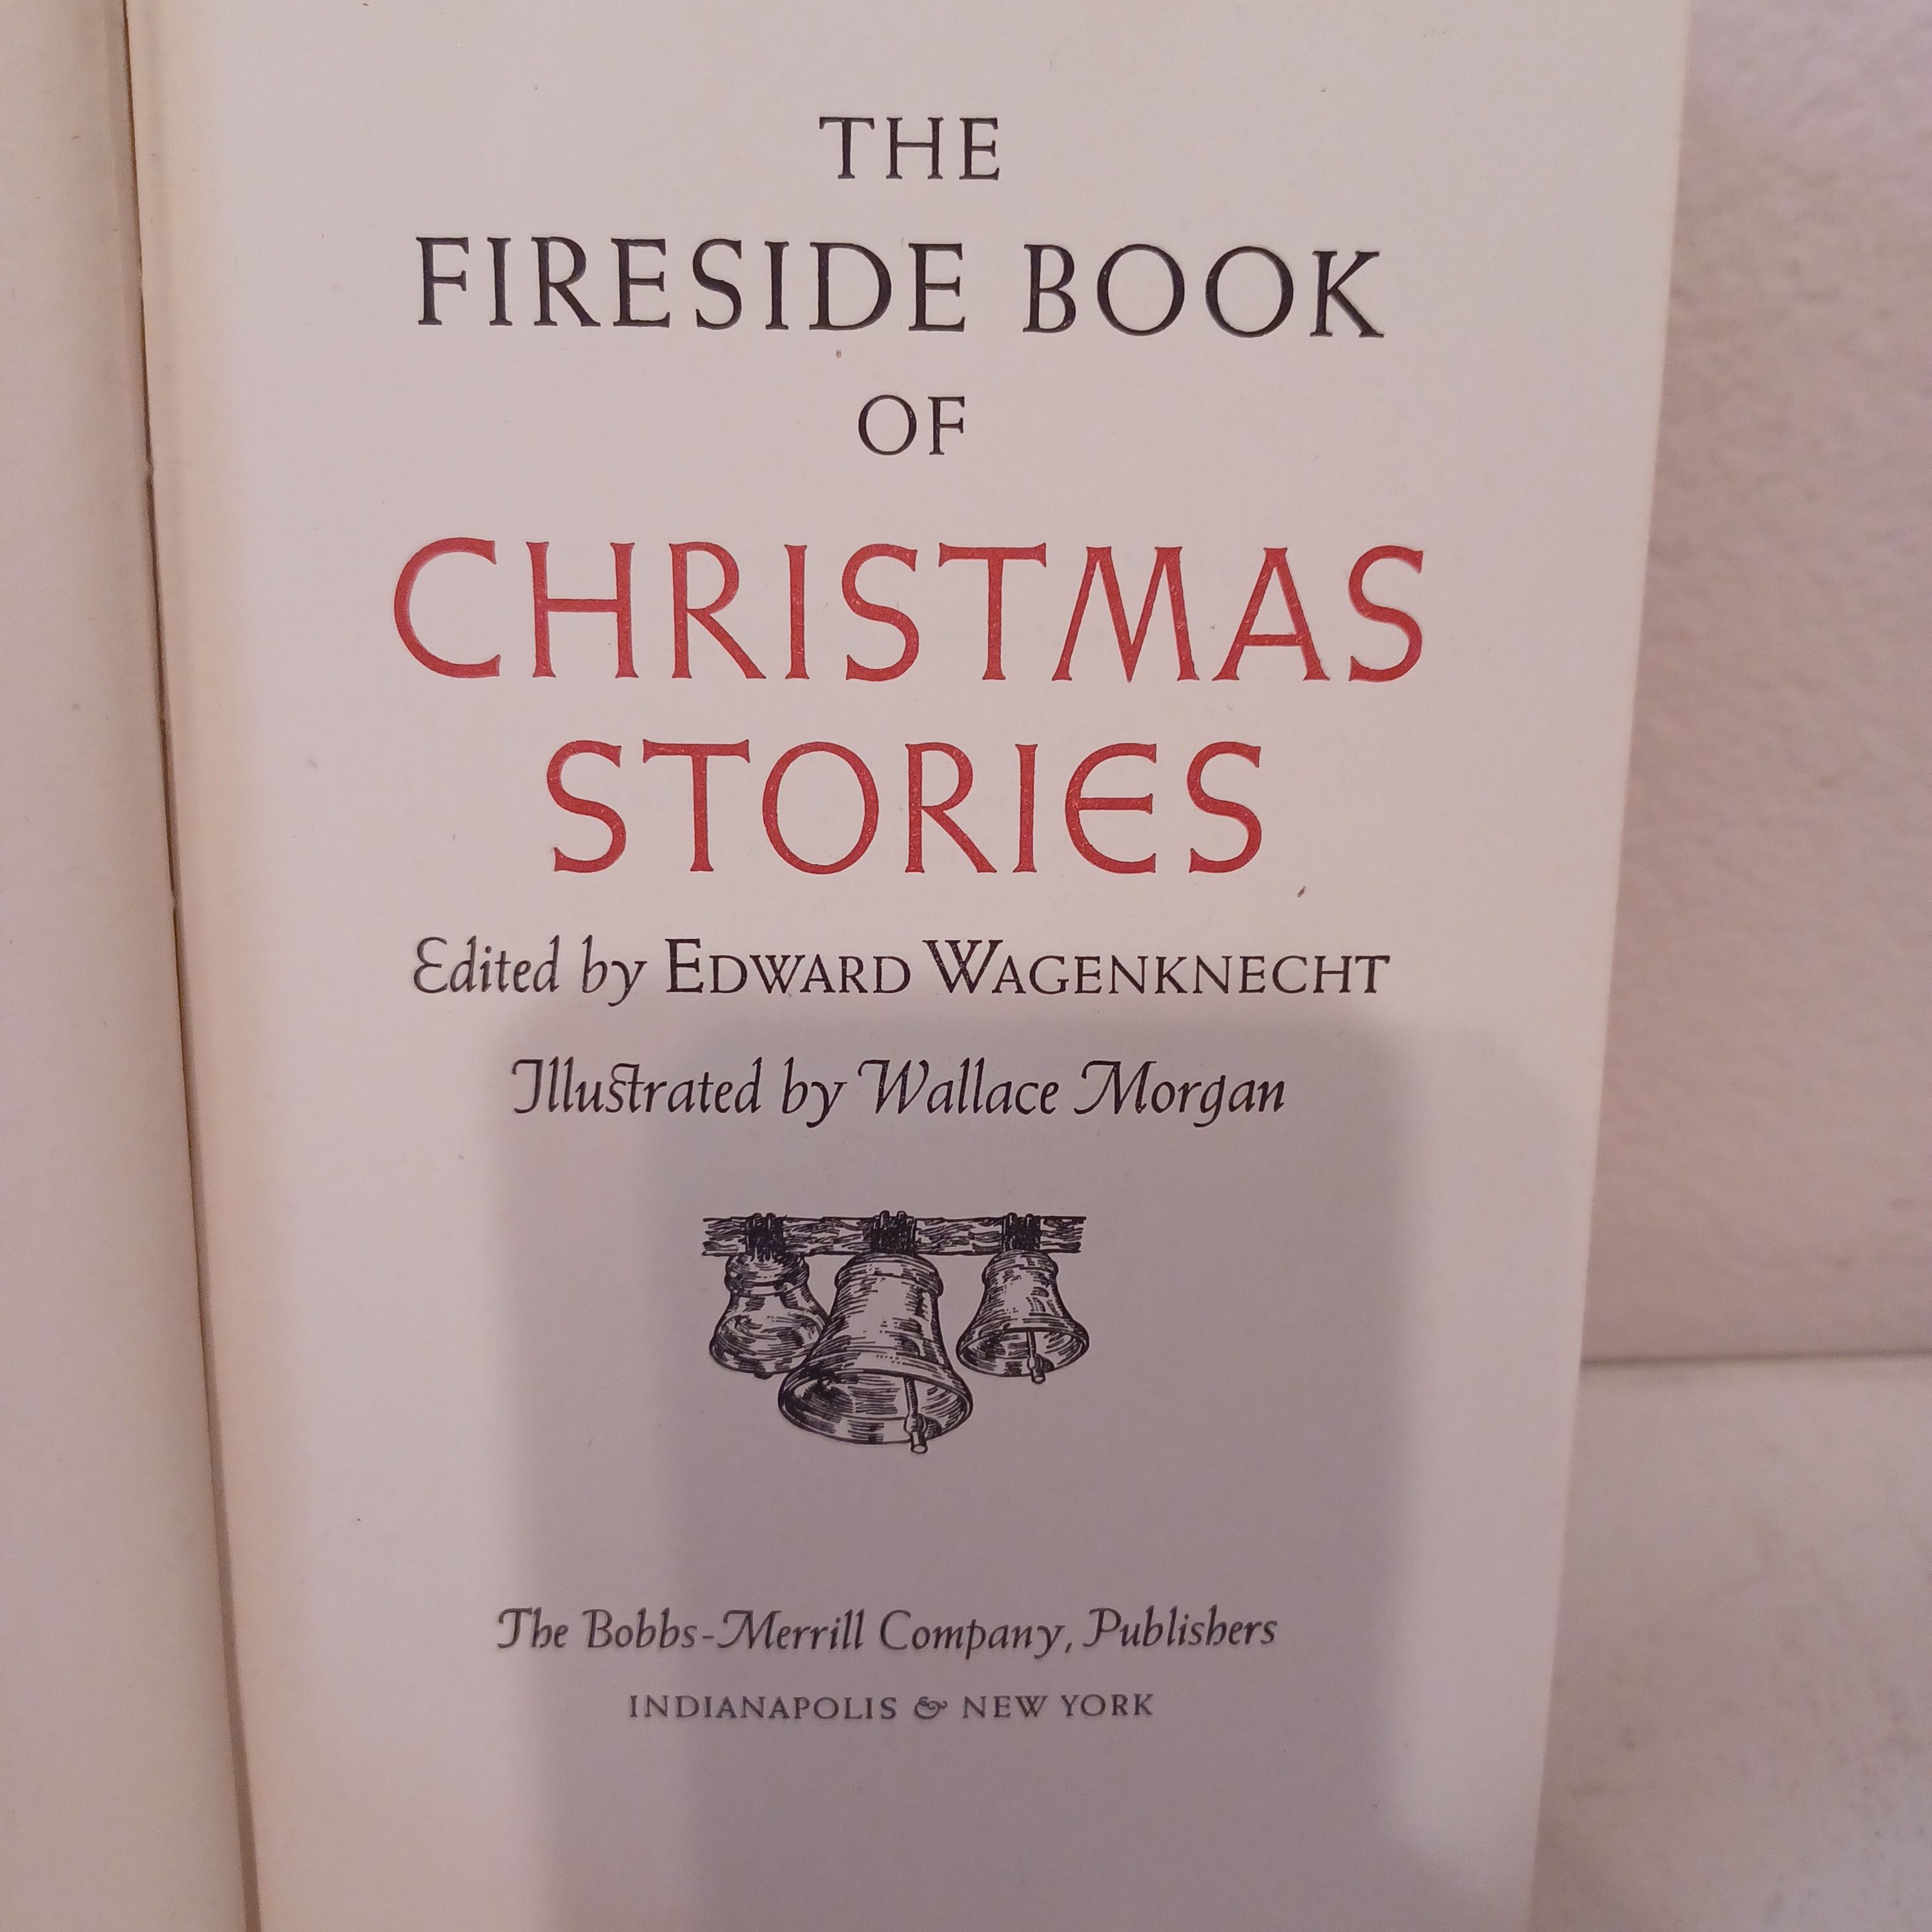 THE
FIRESIDE BOOK
OF
CHRISTMAS
STORIES
Edited by EDWARD WAGENKNECHT
Illustrated by Wallace Morgan
The Bobbs-Merrill Company, Publishers
INDIANAPOLIS & NEW YORK